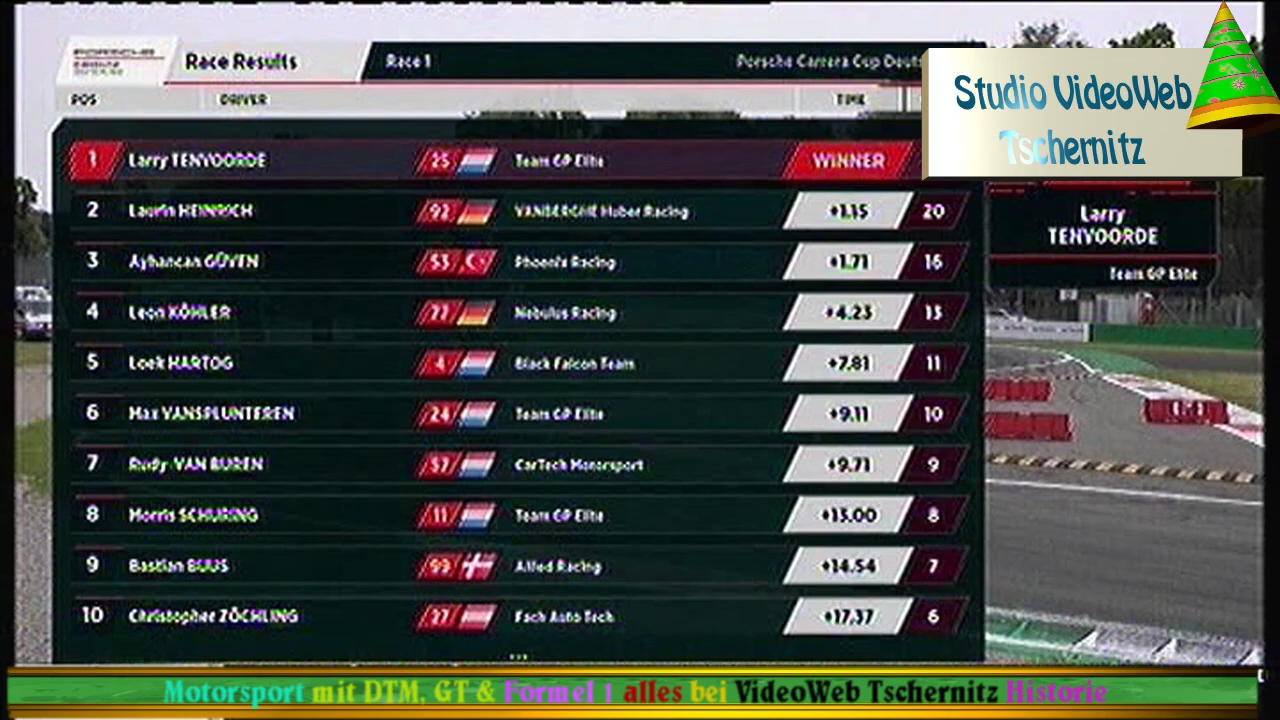 PORSCHE
Race Results
Race 1
Porsche Carrera Cup Deuts
Studio VideoWeb
Tschernitz
POS DRIVER TIME
1 Larry TENVOORDE 25 Team GP Elite WINNER
2 Laurin HEINRICH 92 VANBERGHE Huber Racing +1.15 20
3 Ayhancan GÜVEN 53 Phoenix Racing +1.71 16
4 Leon KÖHLER Nebulus Racing +4.23 13
5 Loek HARTOG 4 Black Falcon Team +7.81 11
6 Max VANSPLUNTEREN 24 Team GP Elite +9.11 10
7 Rudy VAN BUREN 57 CarTech Motorsport +9.71 9
8 Morris SCHURING 11 Team GP Elite +13.00 8
9 Bastian BUUS 99 Allied Racing +14.54 7
10 Christopher ZÖCHLING 27 Fach Auto Tech +17.37 6
Larry
TENVOORDE
Team GP Elite
Motorsport mit DTM, GT & Formel 1 alles bei VideoWeb Tschernitz Historie